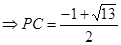 ⇒ PC = (−1 + √13)/2